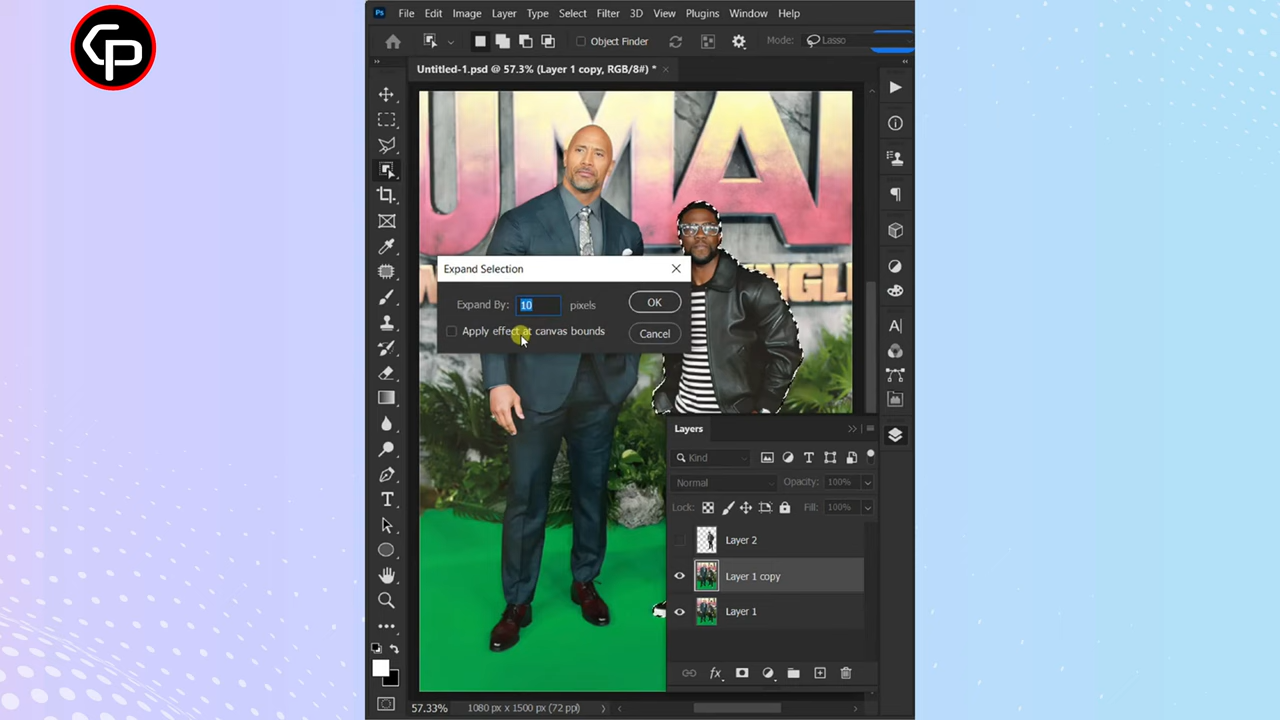 CP
Ps File Edit Image Layer Type Select Filter 3D View Plugins Window Help
Object Finder Mode: Lasso
Untitled-1.psd @ 57.3% (Layer 1 copy, RGB/8#) * ×
UMA
Expand Selection
Expand By: 10 pixels OK
Apply effect at canvas bounds Cancel
Layers
Kind
Normal Opacity: 100%
Lock: Fill: 100%
Layer 2
Layer 1 copy
Layer 1
57.33% 1080 px x 1500 px (72 ppi)